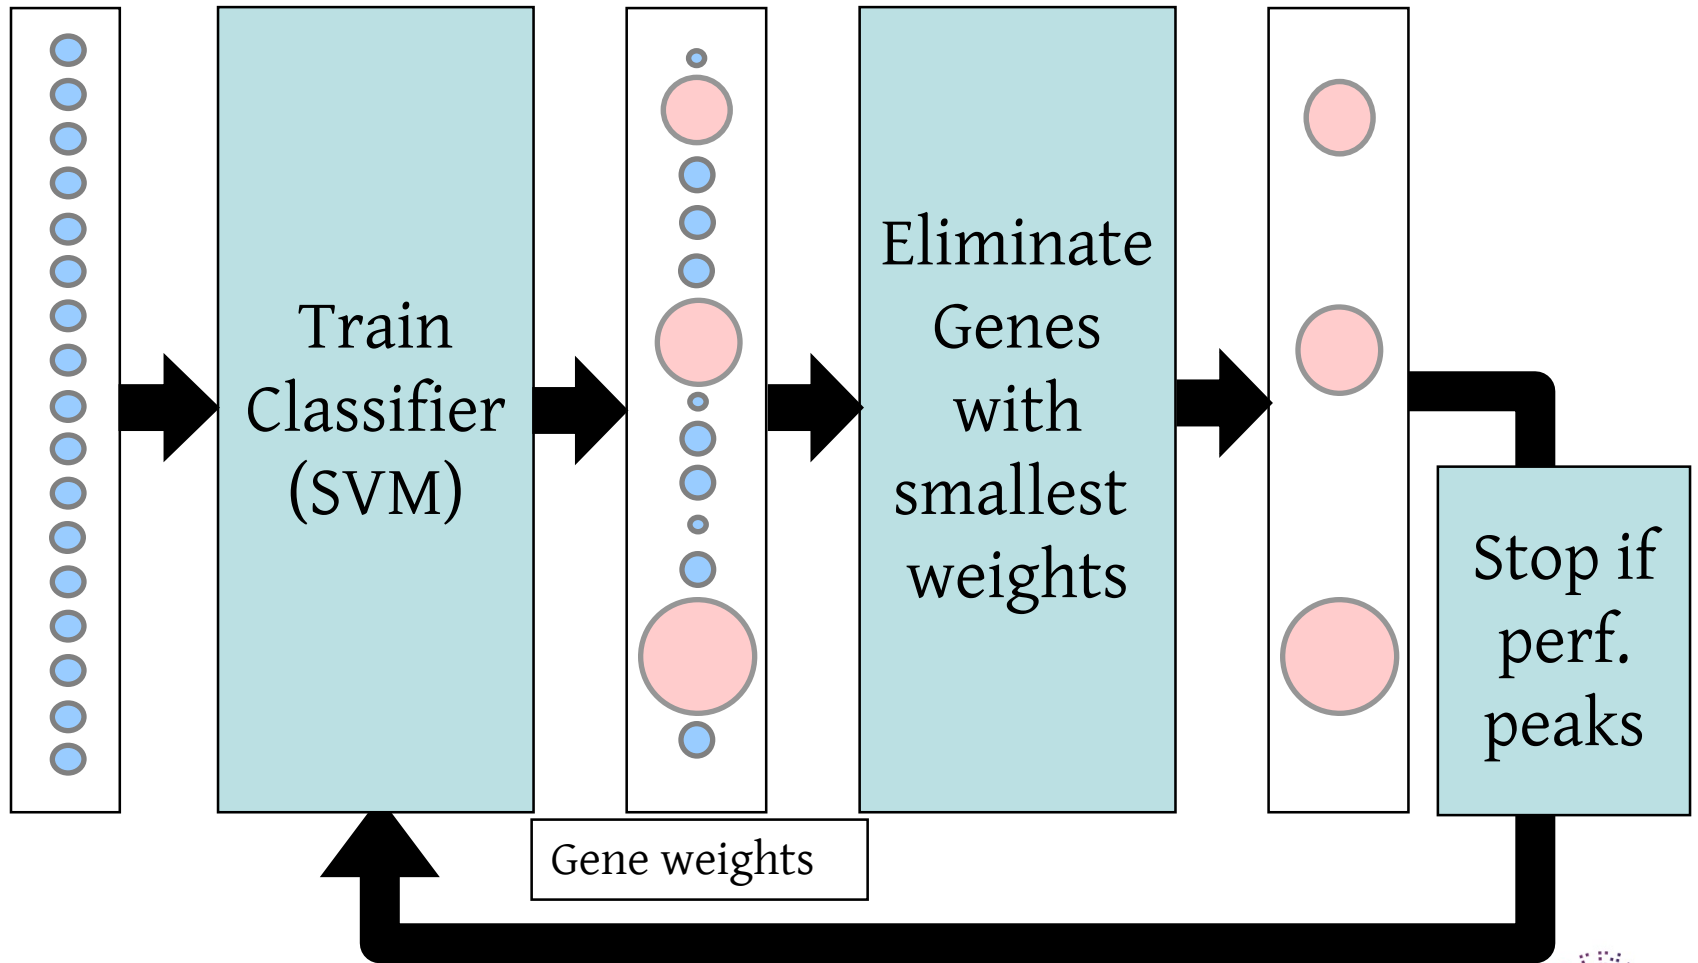 Train
Classifier
(SVM)
Eliminate
Genes
with
smallest
weights
Stop if
perf.
peaks
Gene weights